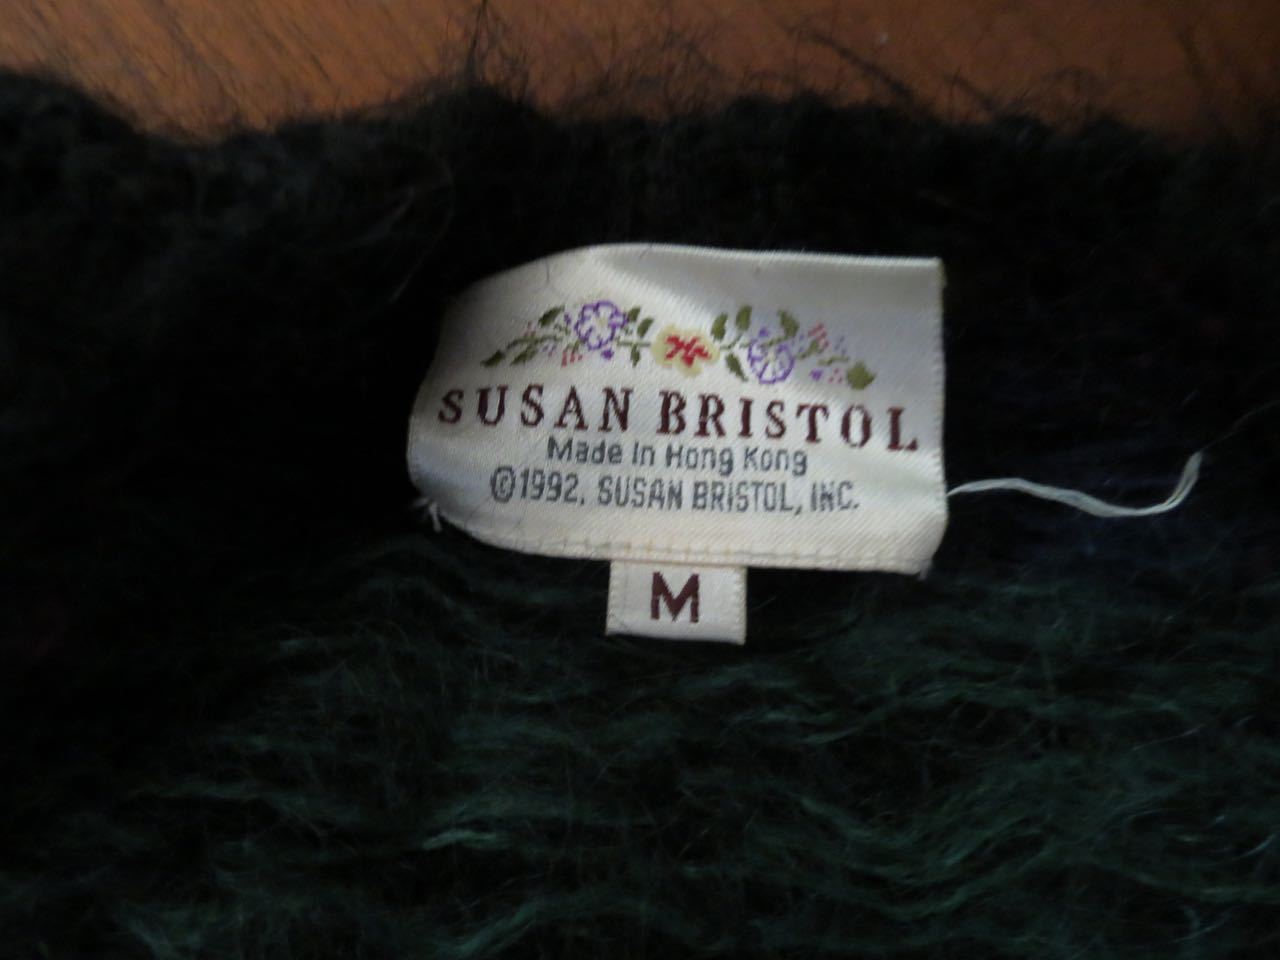 SUSAN BRISTOL
Made In Hong Kong
©1992. SUSAN BRISTOL, INC.
M